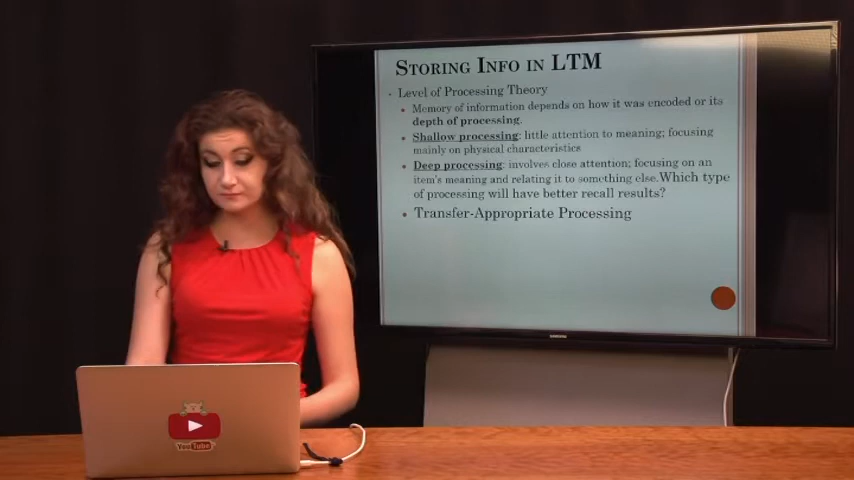 STORING INFO IN LTM
Level of Processing Theory
Memory of information depends on how it was encoded or its
depth of processing.
Shallow processing: little attention to meaning; focusing
mainly on physical characteristics
Deep processing: involves close attention; focusing on an
item's meaning and relating it to something else.Which type
of processing will have better recall results?
Transfer-Appropriate Processing
SAMSUNG
YouTube